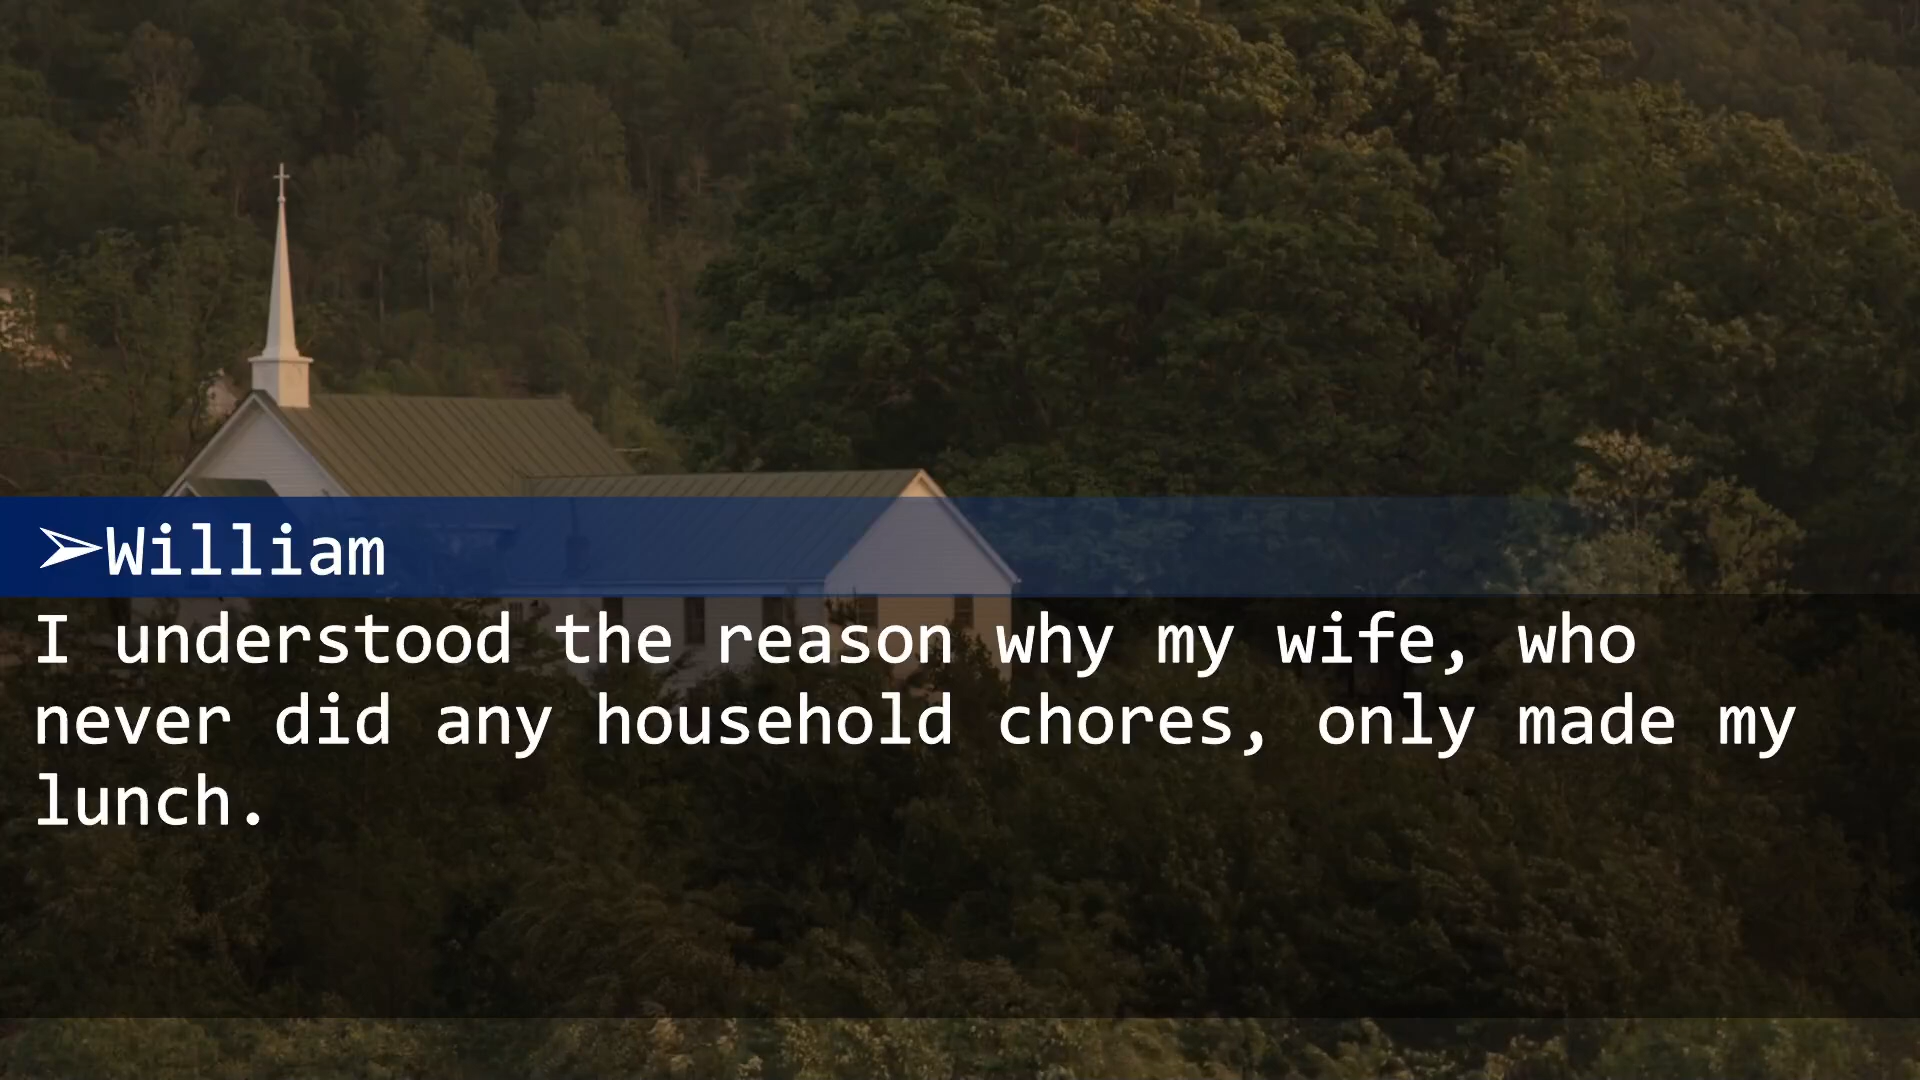 ➢William
I understood the reason why my wife, who
never did any household chores, only made my
lunch.